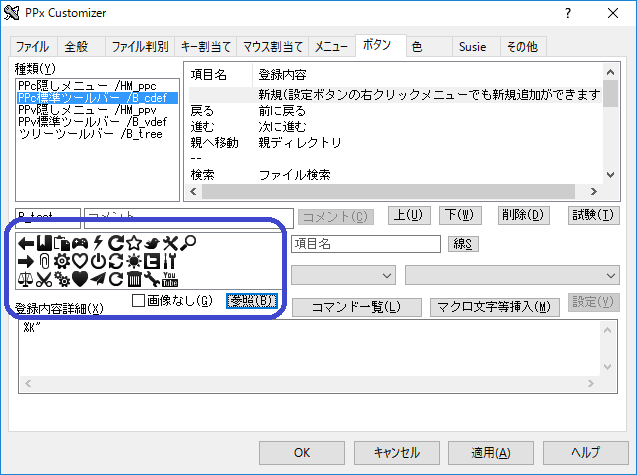 PPx Customizer
ファイル 全般 ファイル判別 キー割当て マウス割当て メニュー ボタン 色 Susie その他
種類(Y)
PPc隠しメニュー /HM_ppc
PPc標準ツールバー /B_cdef
PPv隠しメニュー /HM_ppv
PPv標準ツールバー /B_vdef
ツリーツールバー /B_tree
項目名 登録内容
新規(設定ボタンの右クリックメニューでも新規追加ができます
戻る 前に戻る
進む 次に進む
親へ移動 親ディレクトリ
--
検索 ファイル検索
B_test コメント コメント(C) 上(U) 下(W) 削除(D) 試験(T)
項目名 線S
You
Tube
画像なし(G) 参照(B)
登録内容詳細(X) コマンド一覧(L) マクロ文字等挿入(M) 設定(V)
%K"
OK キャンセル 適用(A) ヘルプ